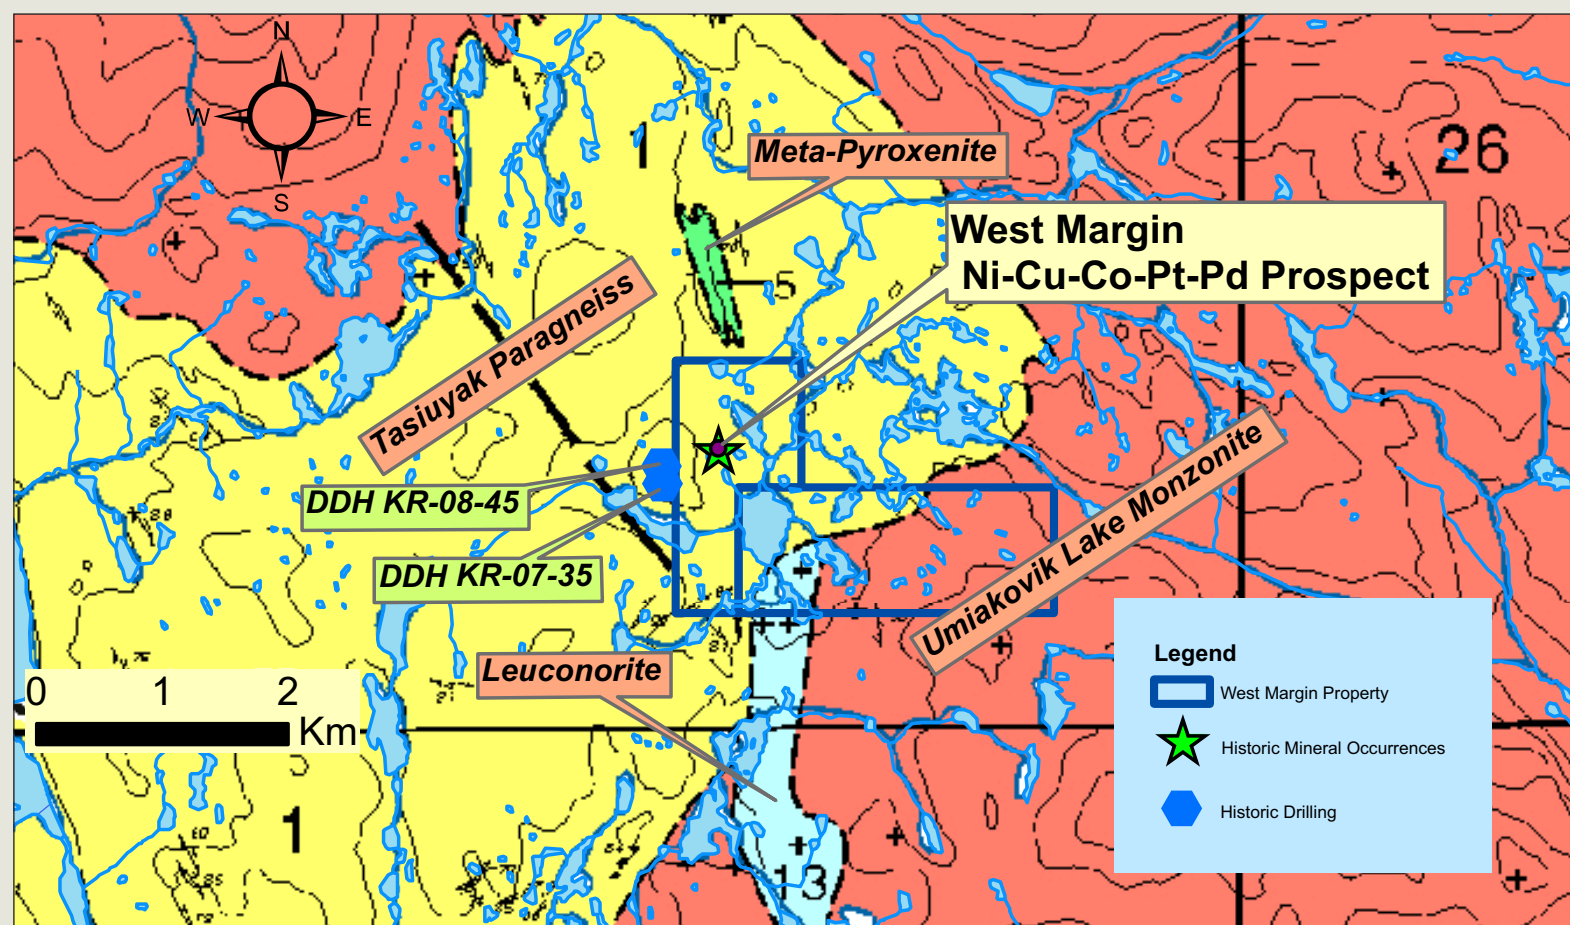 N
W
E
S
1
26
Meta-Pyroxenite
West Margin
Ni-Cu-Co-Pt-Pd Prospect
5
Tasiuyak Paragneiss
DDH KR-08-45
DDH KR-07-35
Umiakovik Lake Monzonite
Leuconorite
0 1 2
Km
Legend
West Margin Property
Historic Mineral Occurrences
Historic Drilling
1
13